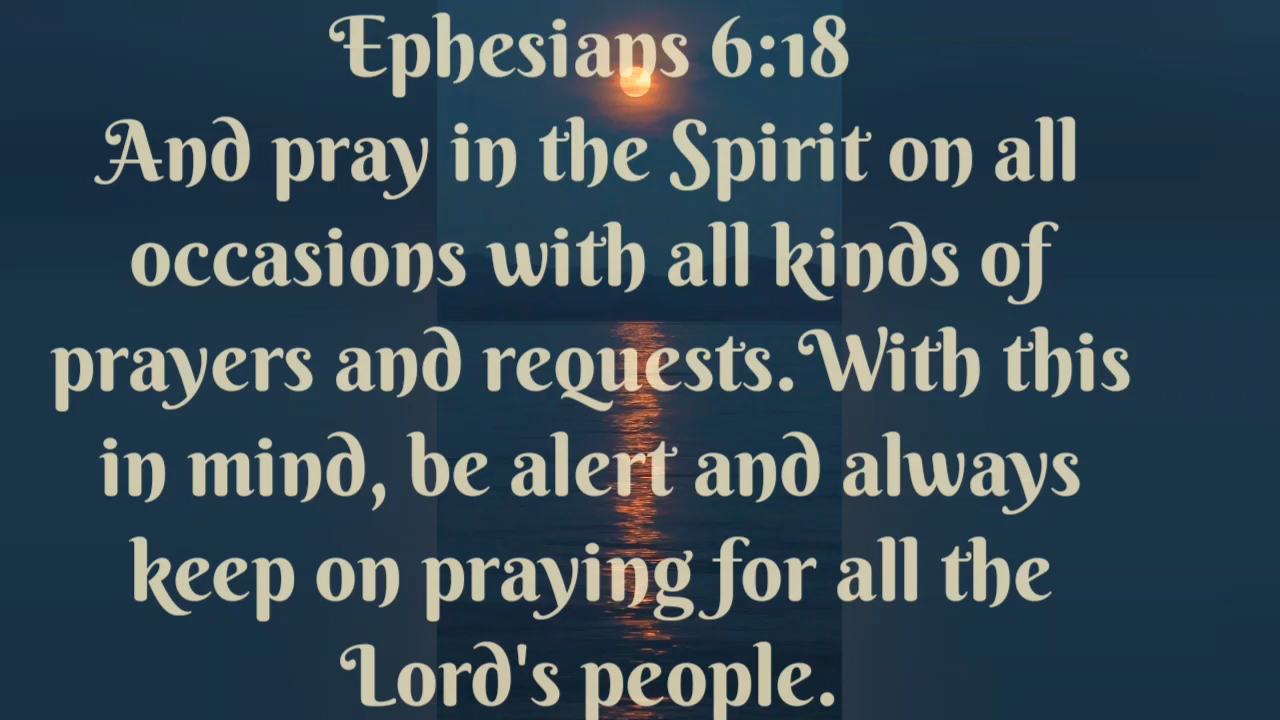 Ephesians 6:18
And pray in the Spirit on all
occasions with all kinds of
prayers and requests. With this
in mind, be alert and always
keep on praying for all the
Lord's people.